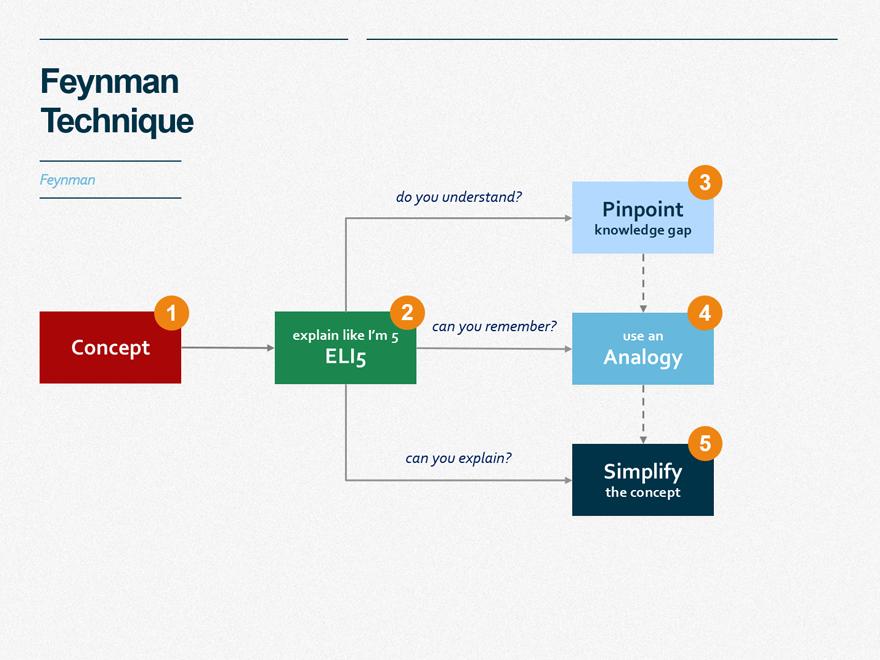 Feynman
Technique
Feynman
do you understand?
3
Pinpoint
knowledge gap
1
Concept
2
explain like I'm 5
ELI5
can you remember?
4
use an
Analogy
can you explain?
5
Simplify
the concept